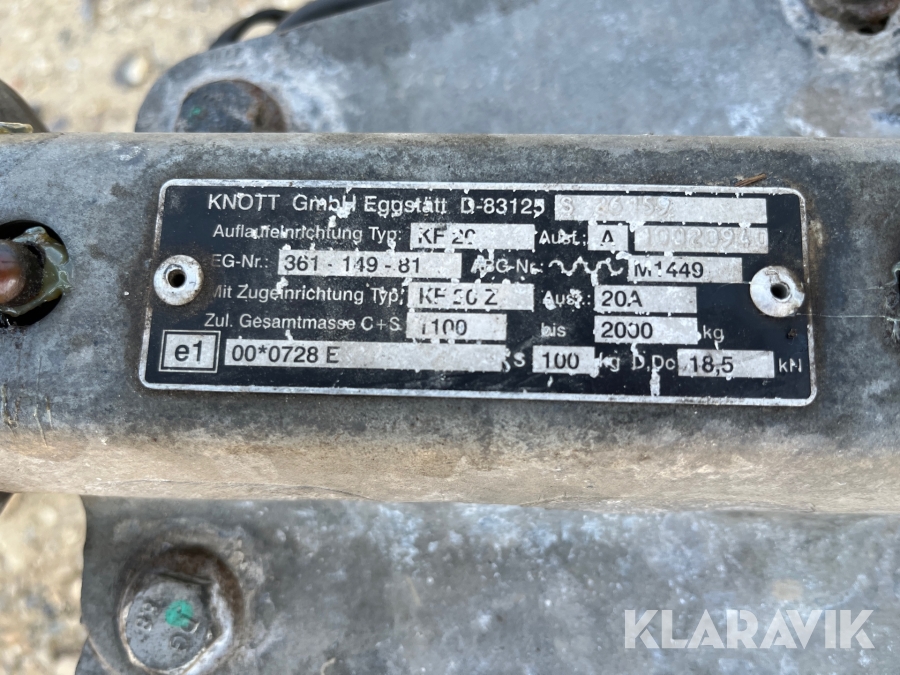 KNOTT GmbH Eggstätt D-83125 S
Auflaufeinrichtung Typ: KF 20 Ausf.: A
EG-Nr.: 361 - 149 - 81 ABG-Nr. M1449
Mit Zugeinrichtung Typ: KF 20 Z Ausf.: 20A
Zul. Gesamtmasse C+S 1100 bis 2000 kg
e1 00*0728 E S 100 kg D,Dc 18,5 kN
KLARAVIK